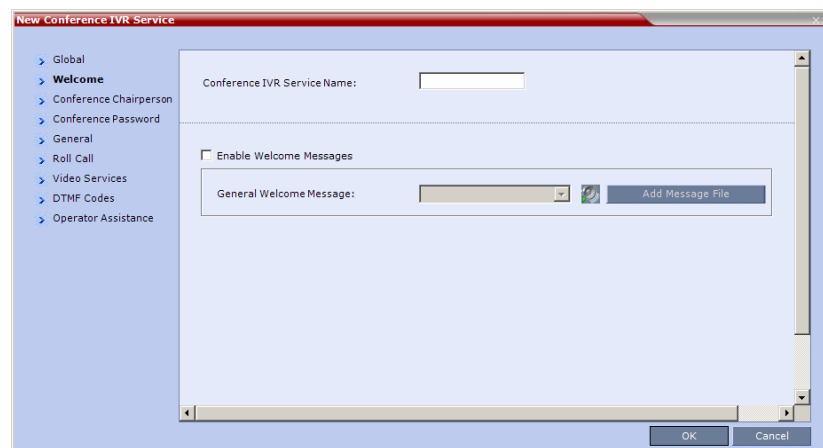 New Conference IVR Service
Global
Welcome
Conference Chairperson
Conference Password
General
Roll Call
Video Services
DTMF Codes
Operator Assistance
Conference IVR Service Name:
Enable Welcome Messages
General Welcome Message:
Add Message File
OK
Cancel